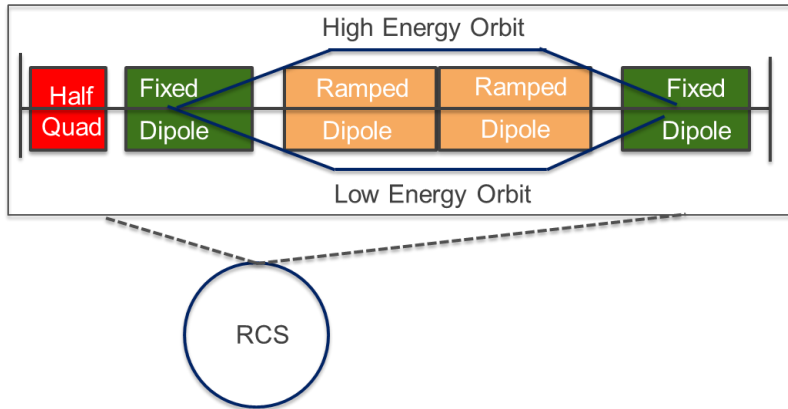 High Energy Orbit
Half
Quad
Fixed
Dipole
Ramped
Dipole
Ramped
Dipole
Fixed
Dipole
Low Energy Orbit
RCS